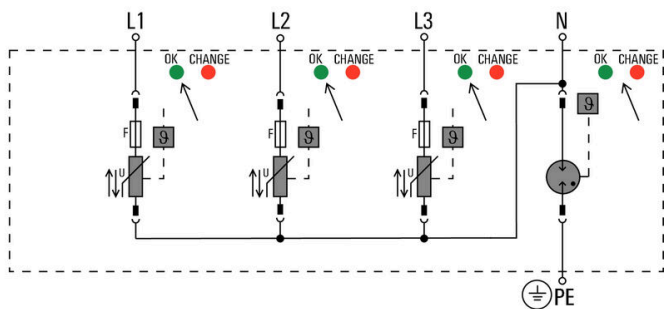 L1 L2 L3 N
OK CHANGE OK CHANGE OK CHANGE OK CHANGE
ϑ
F ϑ F ϑ F ϑ
U U U
PE